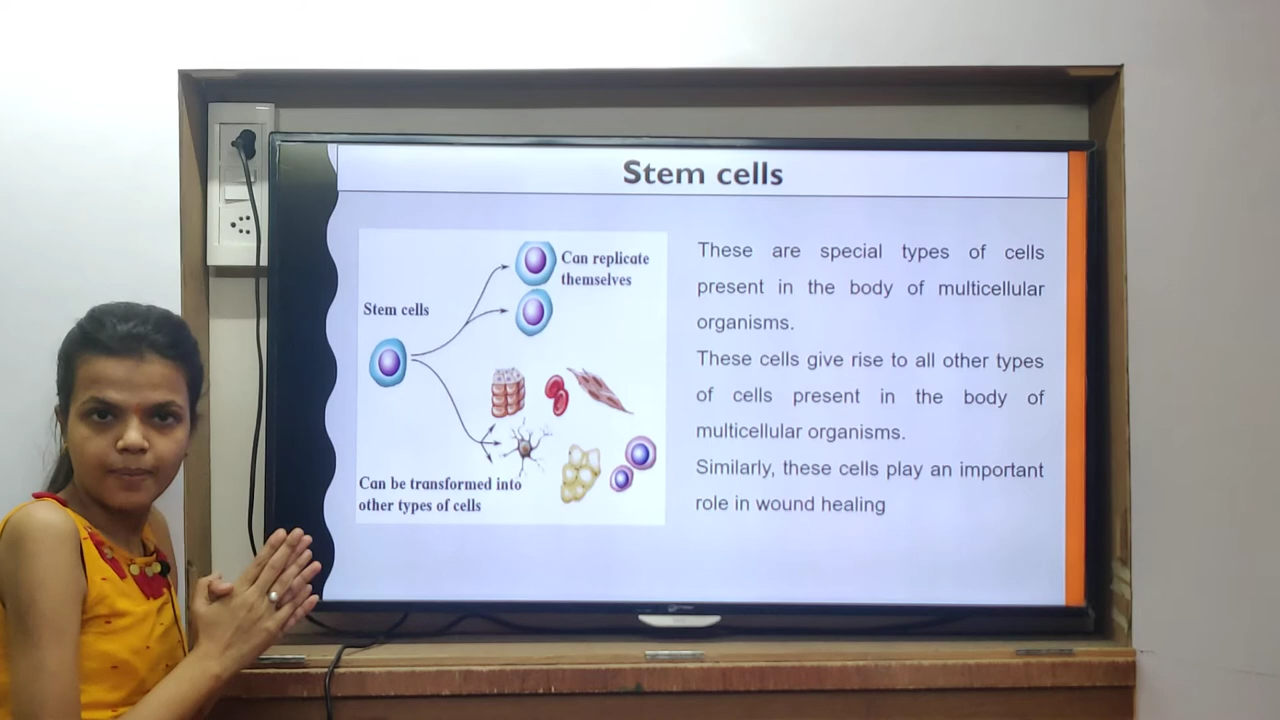 Stem cells
Can replicate
themselves
Stem cells
Can be transformed into
other types of cells
These are special types of cells
present in the body of multicellular
organisms.
These cells give rise to all other types
of cells present in the body of
multicellular organisms.
Similarly, these cells play an important
role in wound healing